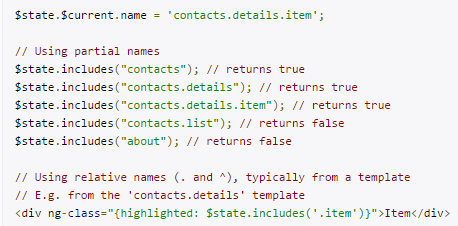 $state.$current.name = 'contacts.details.item';
// Using partial names
$state.includes("contacts"); // returns true
$state.includes("contacts.details"); // returns true
$state.includes("contacts.details.item"); // returns true
$state.includes("contacts.list"); // returns false
$state.includes("about"); // returns false
// Using relative names (. and ^), typically from a template
// E.g. from the 'contacts.details' template
<div ng-class="{highlighted: $state.includes('.item')}">Item</div>